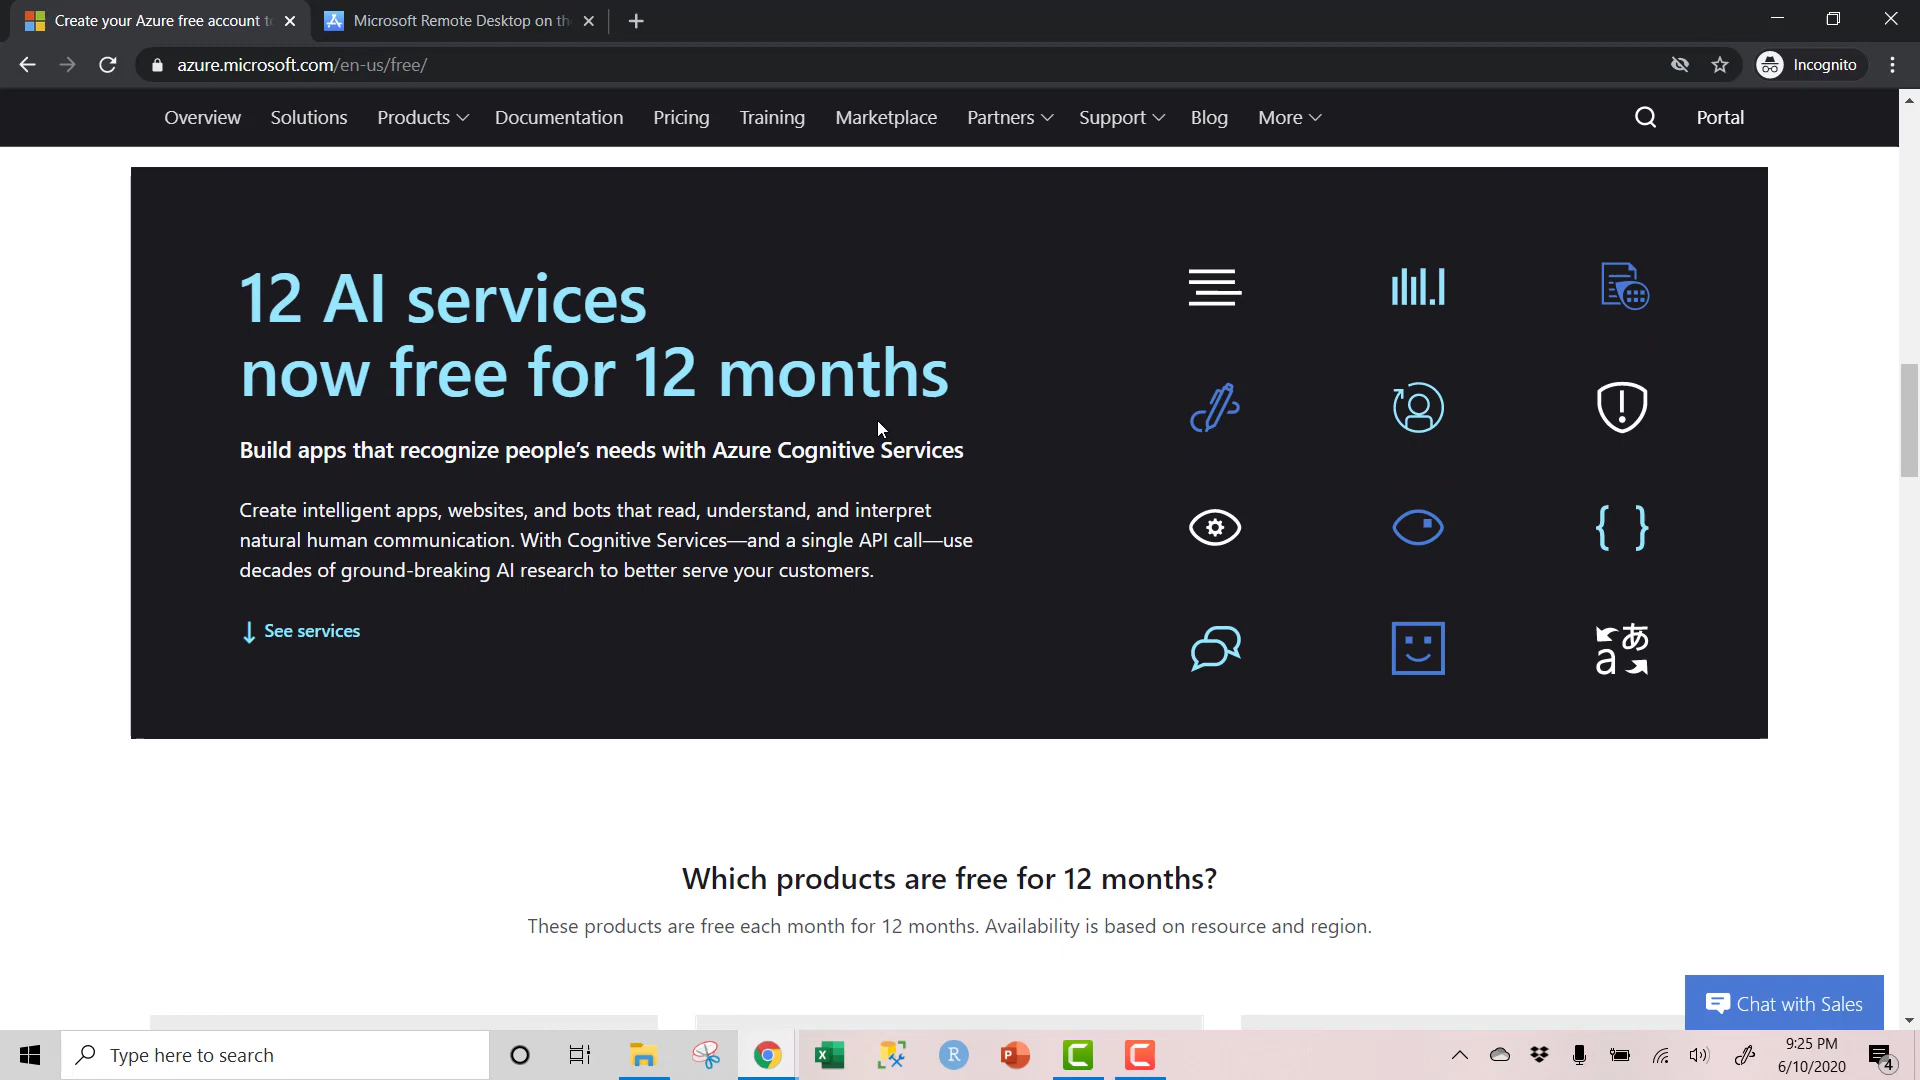 Create your Azure free account to
Microsoft Remote Desktop on th
azure.microsoft.com/en-us/free/
Incognito
Overview Solutions Products Documentation Pricing Training Marketplace Partners Support Blog More Portal
12 AI services
now free for 12 months
Build apps that recognize people's needs with Azure Cognitive Services
Create intelligent apps, websites, and bots that read, understand, and interpret
natural human communication. With Cognitive Services—and a single API call—use
decades of ground-breaking AI research to better serve your customers.
See services
a あ
Which products are free for 12 months?
These products are free each month for 12 months. Availability is based on resource and region.
Chat with Sales
Type here to search
9:25 PM
6/10/2020
4